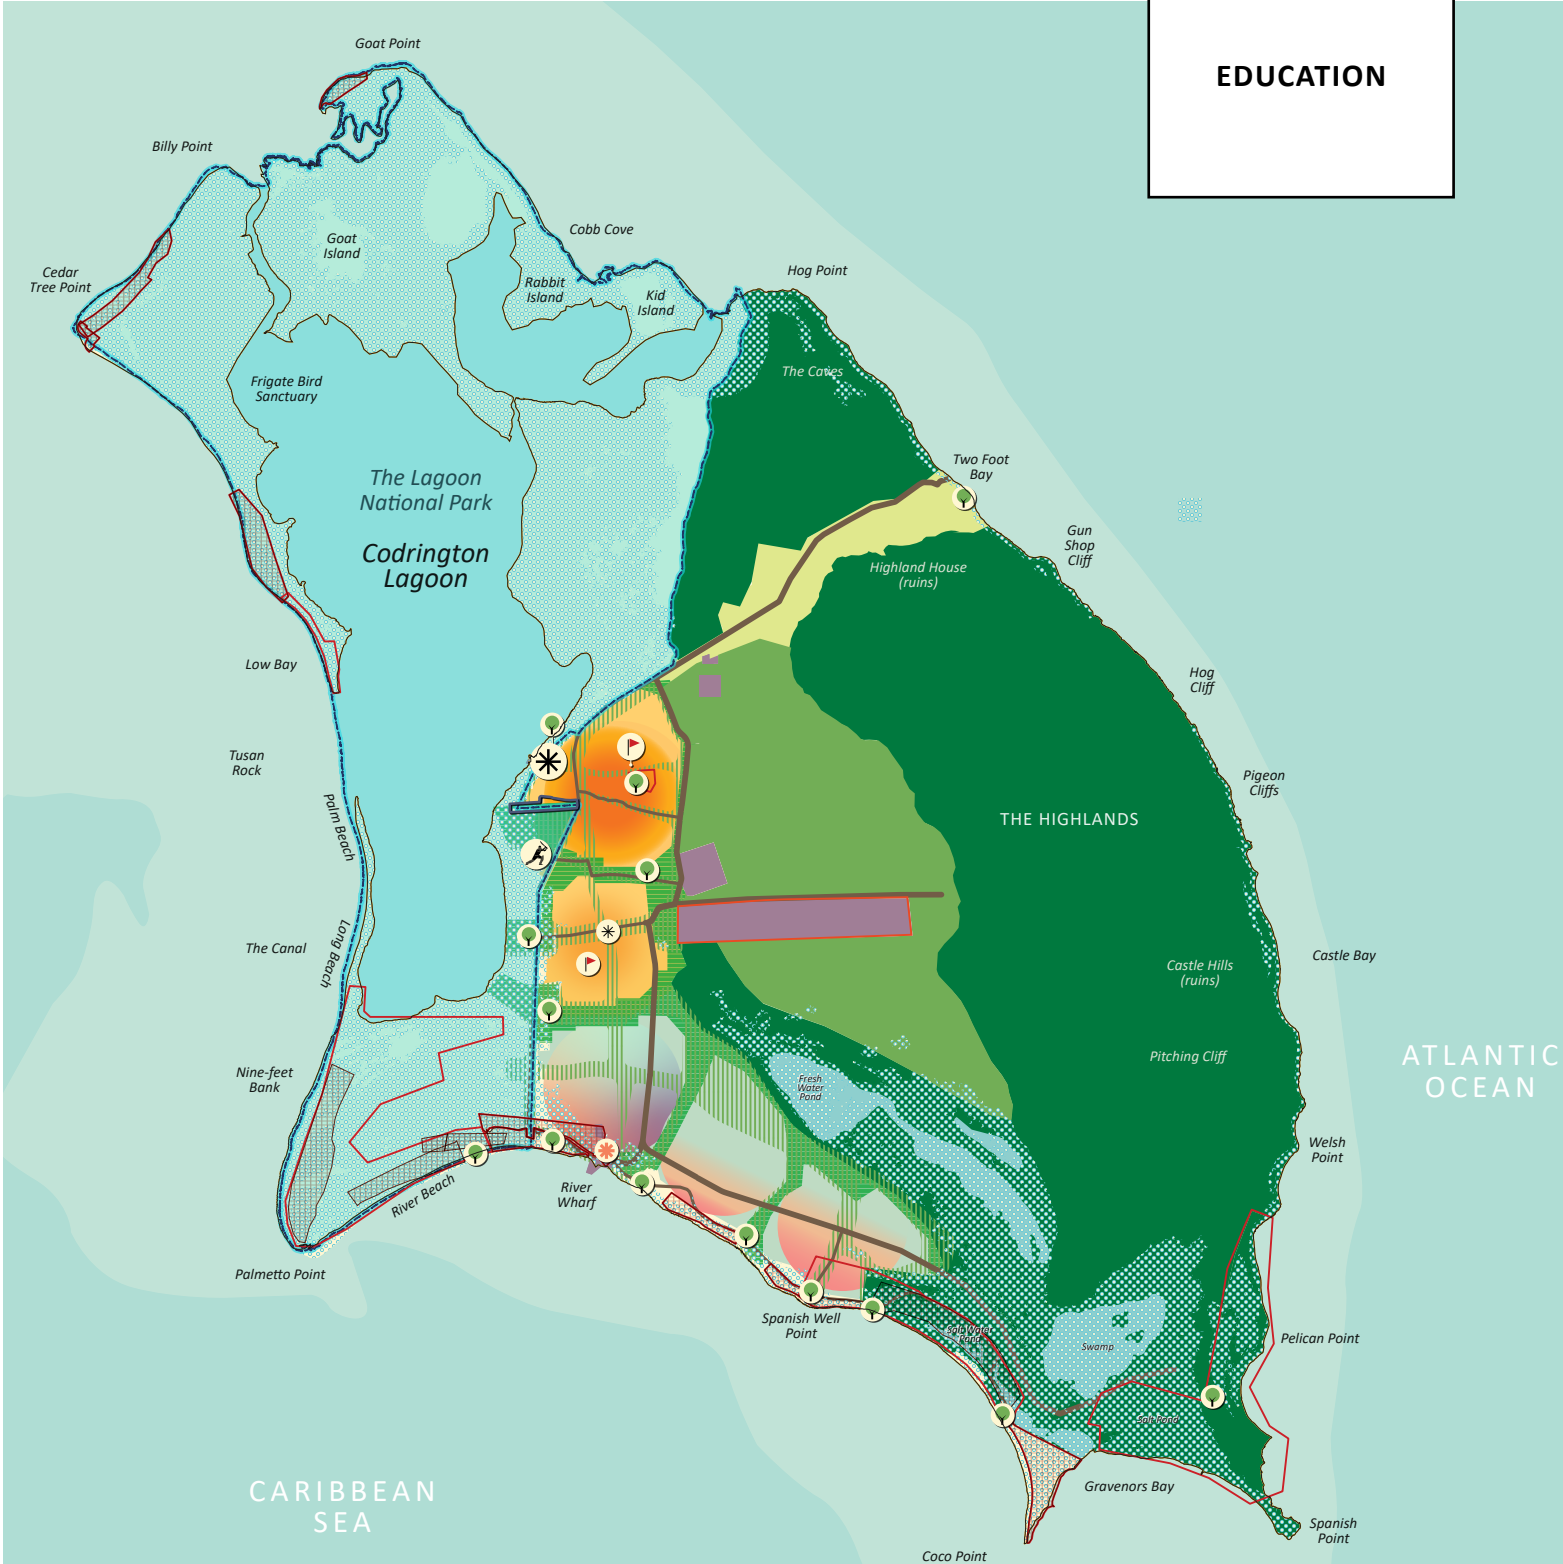 EDUCATION
Goat Point
Billy Point
Cobb Cove
Goat
Island
Hog Point
Cedar
Tree Point
Rabbit
Island
Kid
Island
The Caves
Frigate Bird
Sanctuary
Two Foot
Bay
The Lagoon
National Park
Gun
Shop
Cliff
Codrington
Lagoon
Highland House
(ruins)
Low Bay
Hog
Cliff
Tusan
Rock
Pigeon
Cliffs
Palm Beach
THE HIGHLANDS
Long Beach
The Canal
Castle Bay
Castle Hills
(ruins)
Pitching Cliff
ATLANTIC
OCEAN
Nine-feet
Bank
Fresh
Water
Pond
Welsh
Point
River Beach
River
Wharf
Palmetto Point
Spanish Well
Point
Salt Water
Pond
Swamp
Pelican Point
Salt Pond
Gravenors Bay
CARIBBEAN
SEA
Spanish
Point
Coco Point